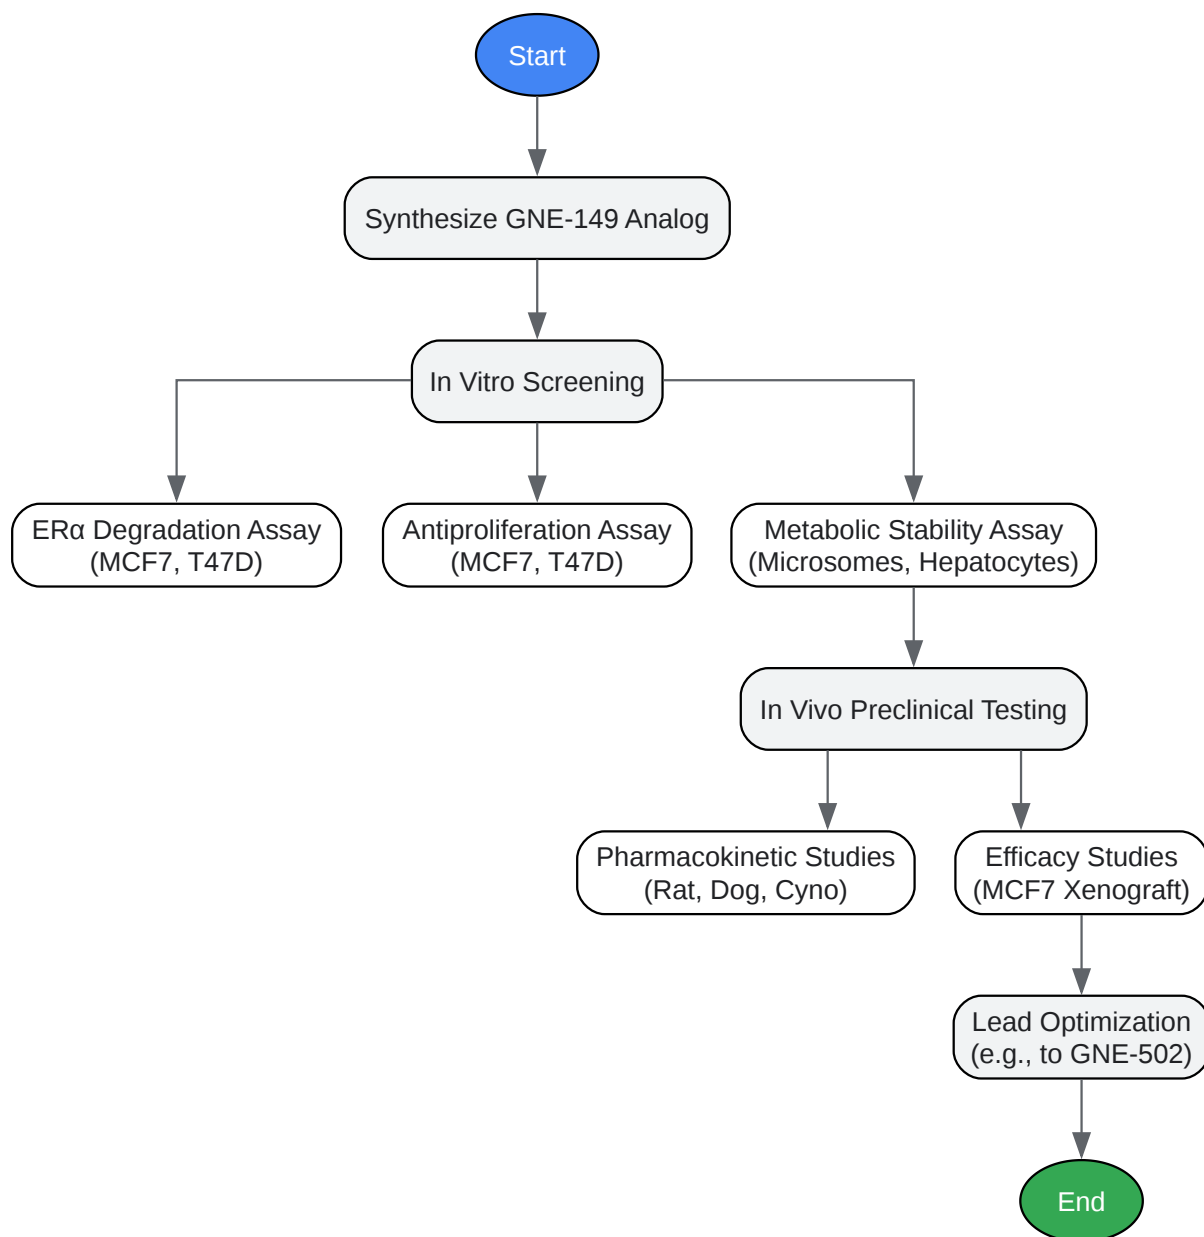 Start
Synthesize GNE-149 Analog
In Vitro Screening
ERα Degradation Assay
(MCF7, T47D)
Antiproliferation Assay
(MCF7, T47D)
Metabolic Stability Assay
(Microsomes, Hepatocytes)
In Vivo Preclinical Testing
Pharmacokinetic Studies
(Rat, Dog, Cyno)
Efficacy Studies
(MCF7 Xenograft)
Lead Optimization
(e.g., to GNE-502)
End